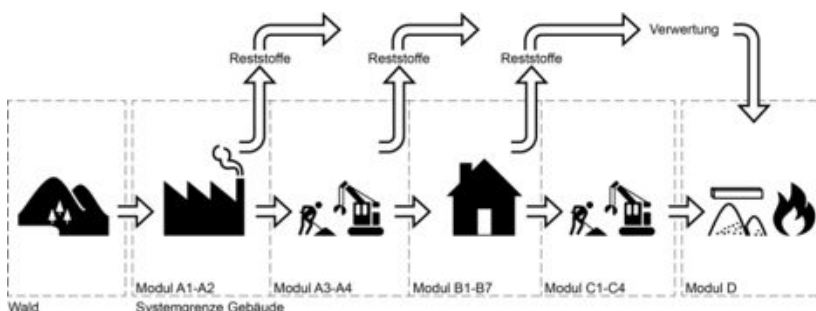 Verwertung
Reststoffe
Reststoffe
Reststoffe
Modul A1-A2
Modul A3-A4
Modul B1-B7
Modul C1-C4
Modul D
Wald
Systemgrenze Gebäude